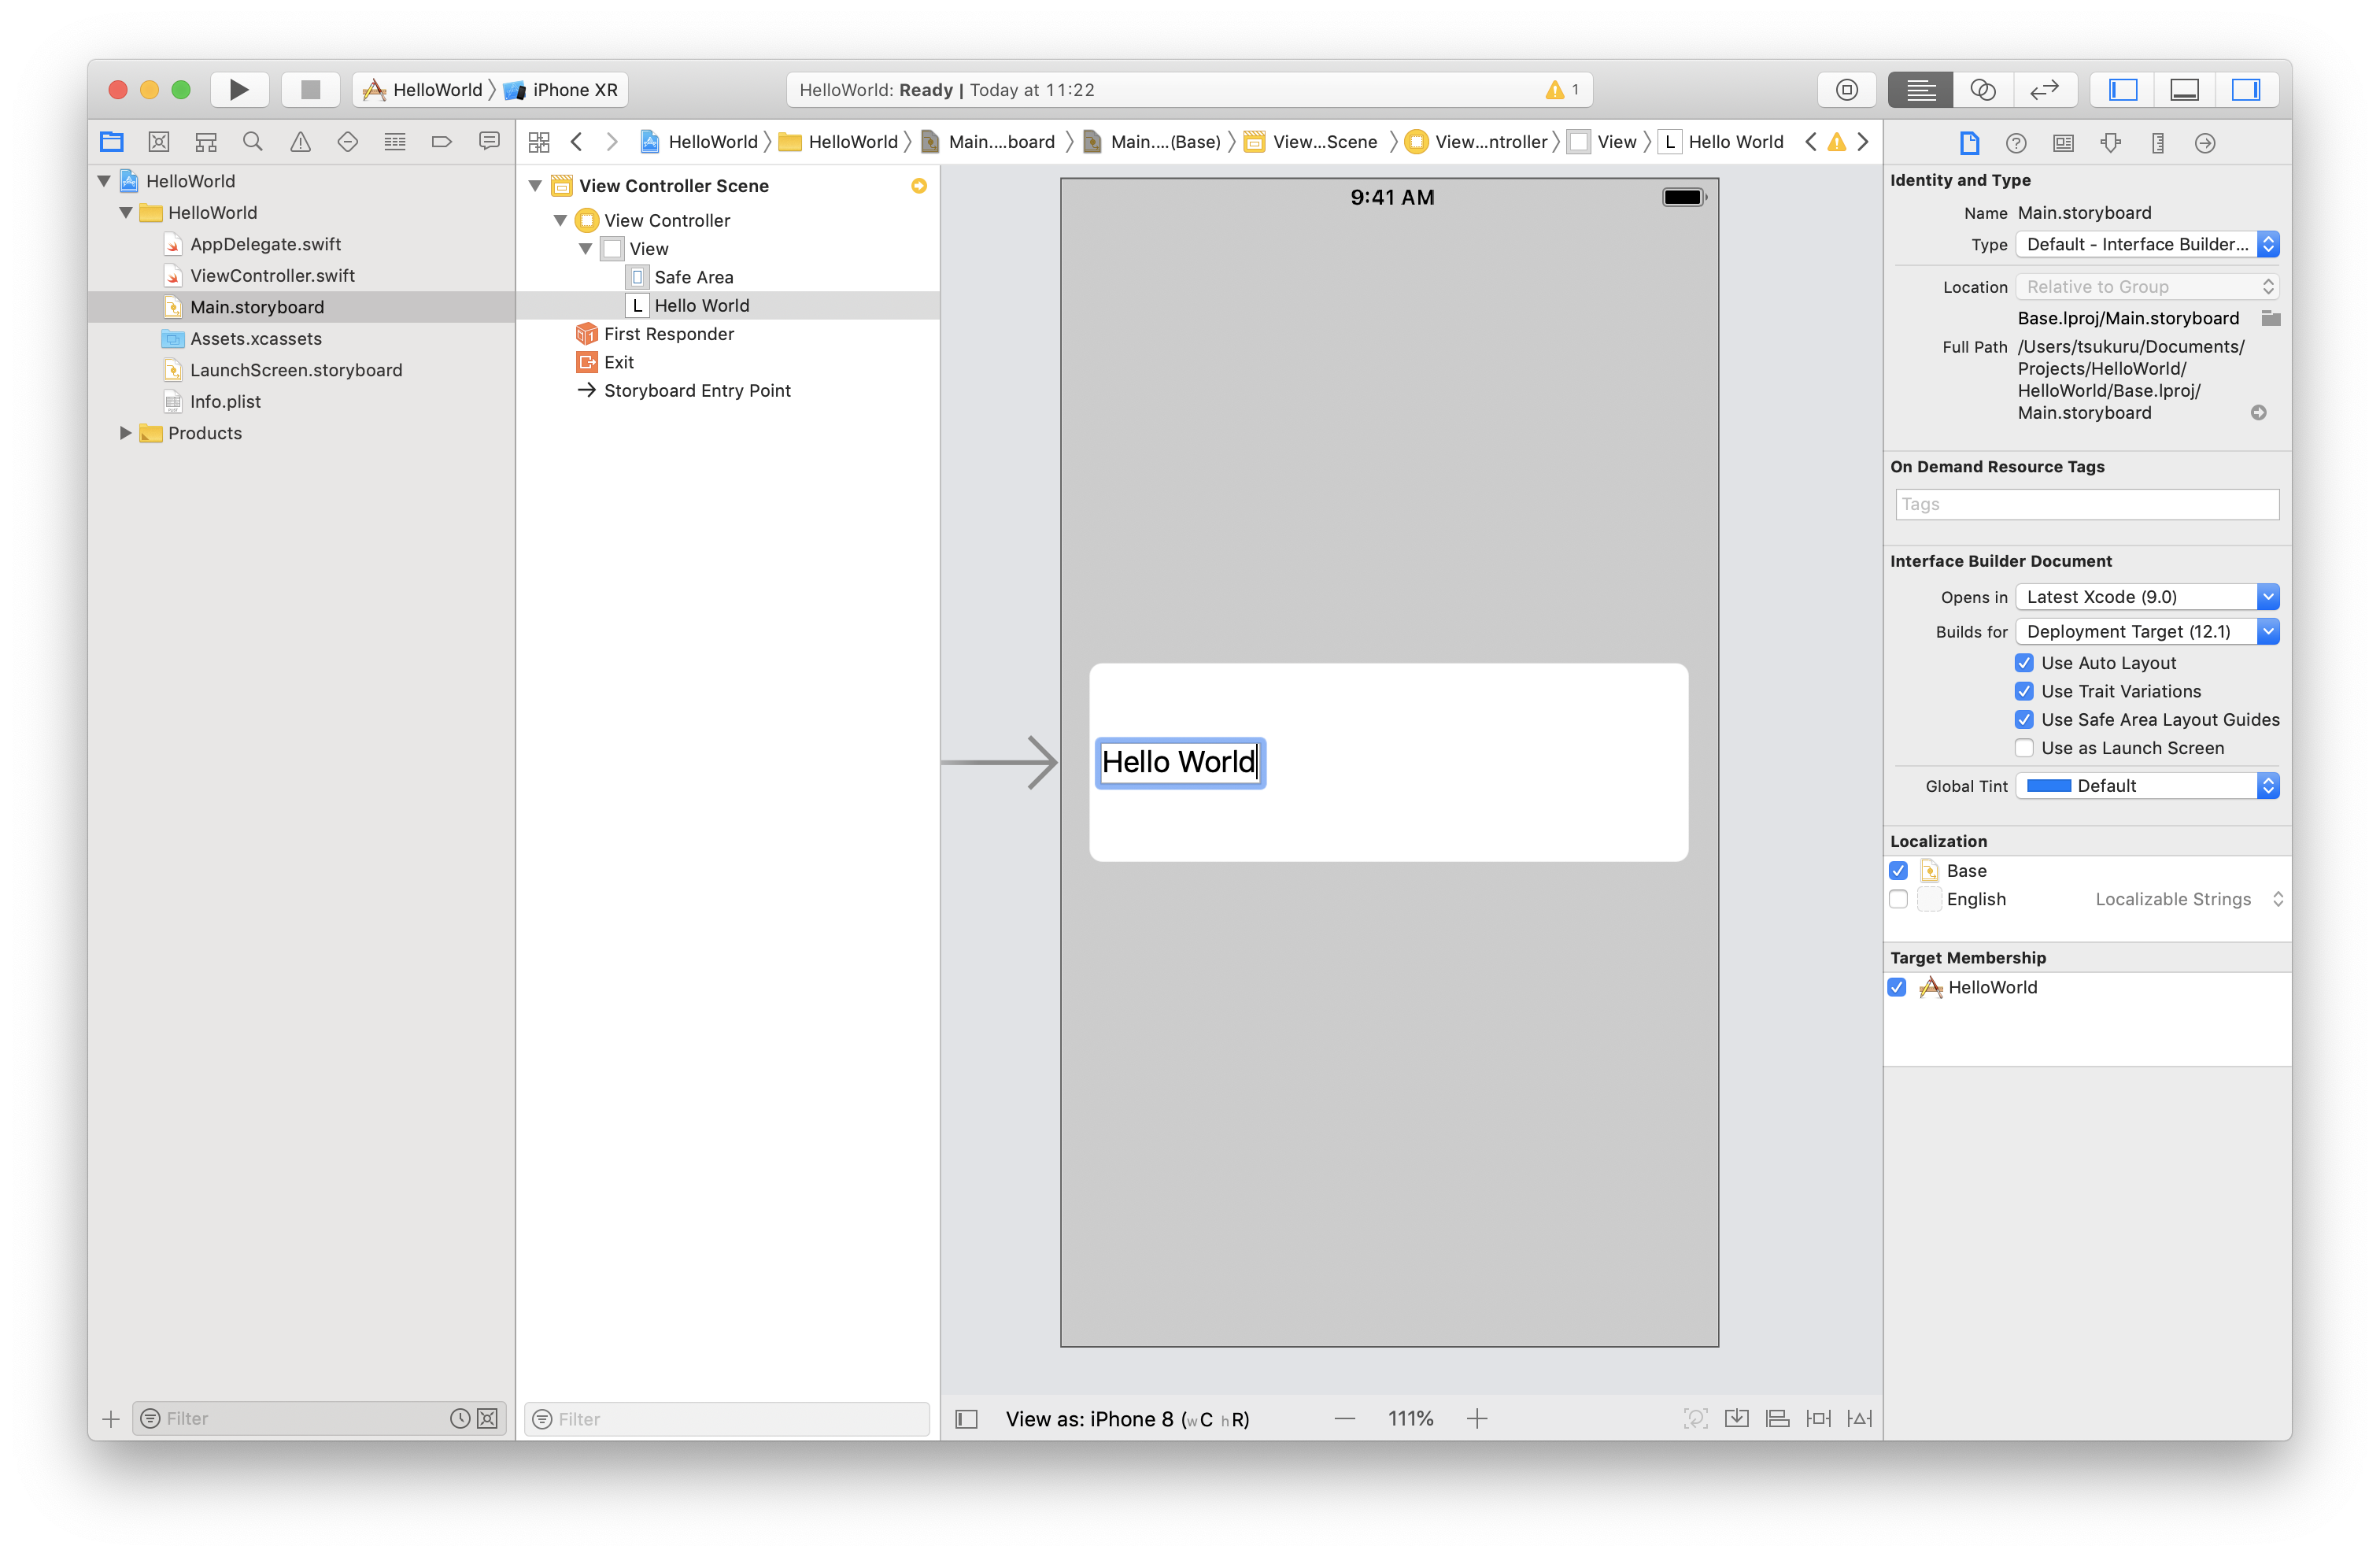 HelloWorld iPhone XR
HelloWorld: Ready | Today at 11:22
1
HelloWorld
HelloWorld
Main....board
Main....(Base)
View...Scene
View...ntroller
View
L Hello World
HelloWorld
HelloWorld
AppDelegate.swift
ViewController.swift
Main.storyboard
Assets.xcassets
LaunchScreen.storyboard
Info.plist
Products
Filter
View Controller Scene
View Controller
View
Safe Area
L Hello World
First Responder
Exit
Storyboard Entry Point
Filter
9:41 AM
Hello World
View as: iPhone 8 (wC hR)
111%
Identity and Type
Name Main.storyboard
Type Default - Interface Builder...
Location Relative to Group
Base.lproj/Main.storyboard
Full Path /Users/tsukuru/Documents/
Projects/HelloWorld/
HelloWorld/Base.lproj/
Main.storyboard
On Demand Resource Tags
Tags
Interface Builder Document
Opens in Latest Xcode (9.0)
Builds for Deployment Target (12.1)
Use Auto Layout
Use Trait Variations
Use Safe Area Layout Guides
Use as Launch Screen
Global Tint Default
Localization
Base
English Localizable Strings
Target Membership
HelloWorld